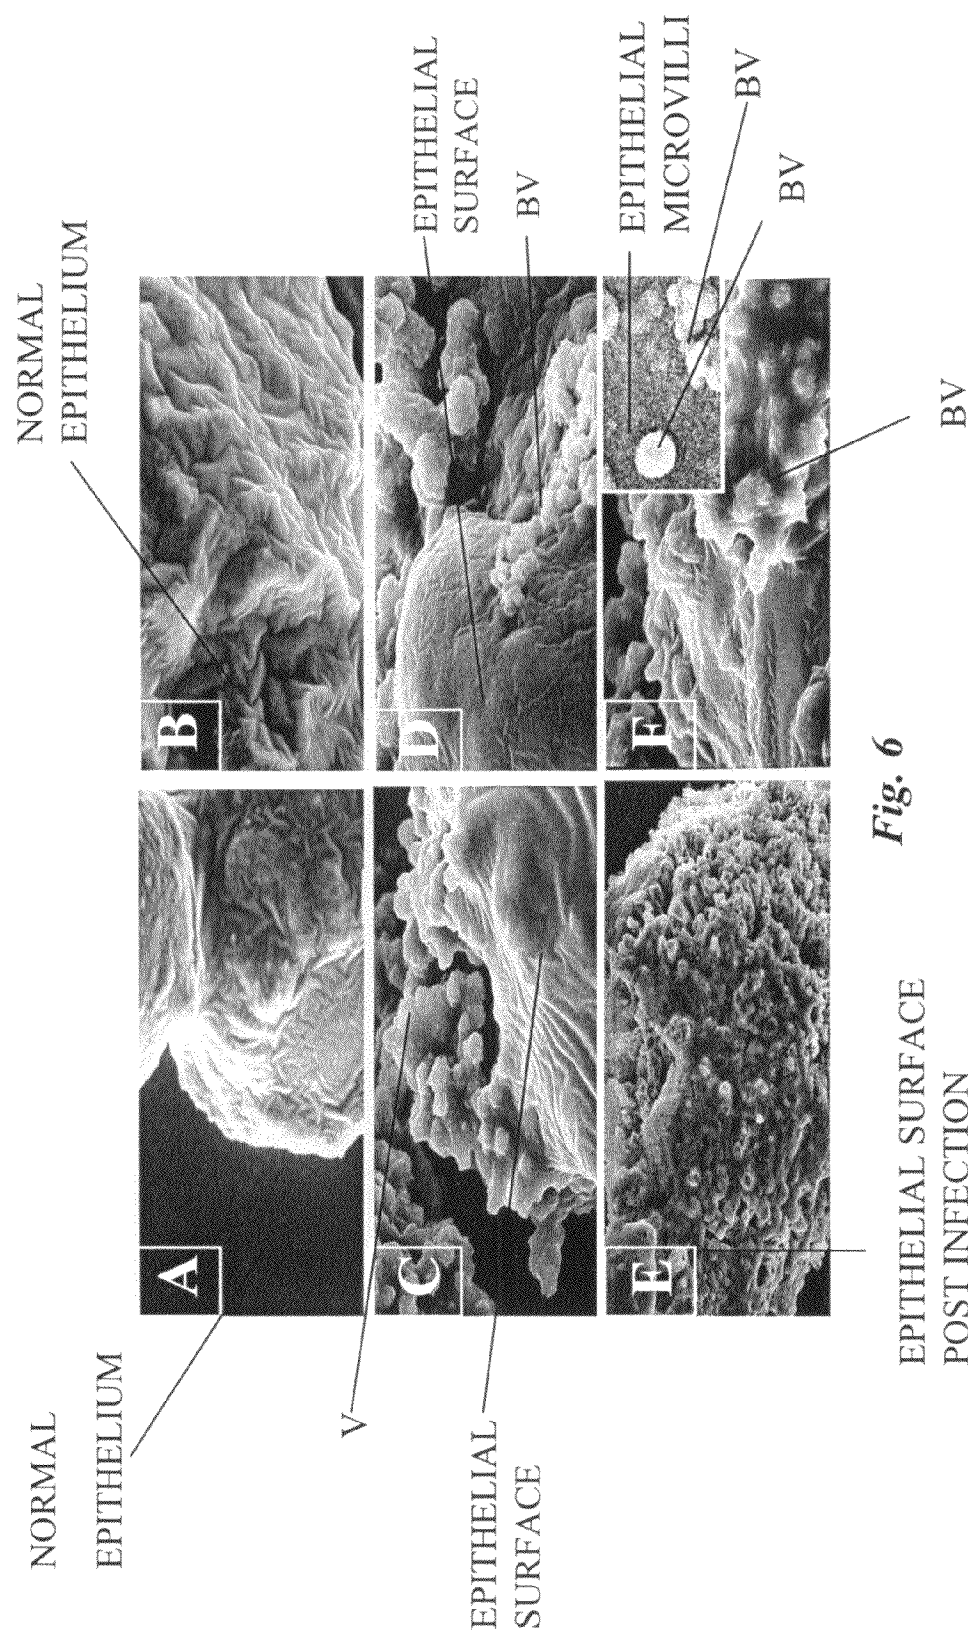 NORMAL
EPITHELIUM
NORMAL
EPITHELIUM
A
B
V
EPITHELIAL
SURFACE
C
D
EPITHELIAL
SURFACE
BV
E
F
EPITHELIAL
MICROVILLI
BV
BV
BV
EPITHELIAL SURFACE
POST INFECTION
Fig. 6